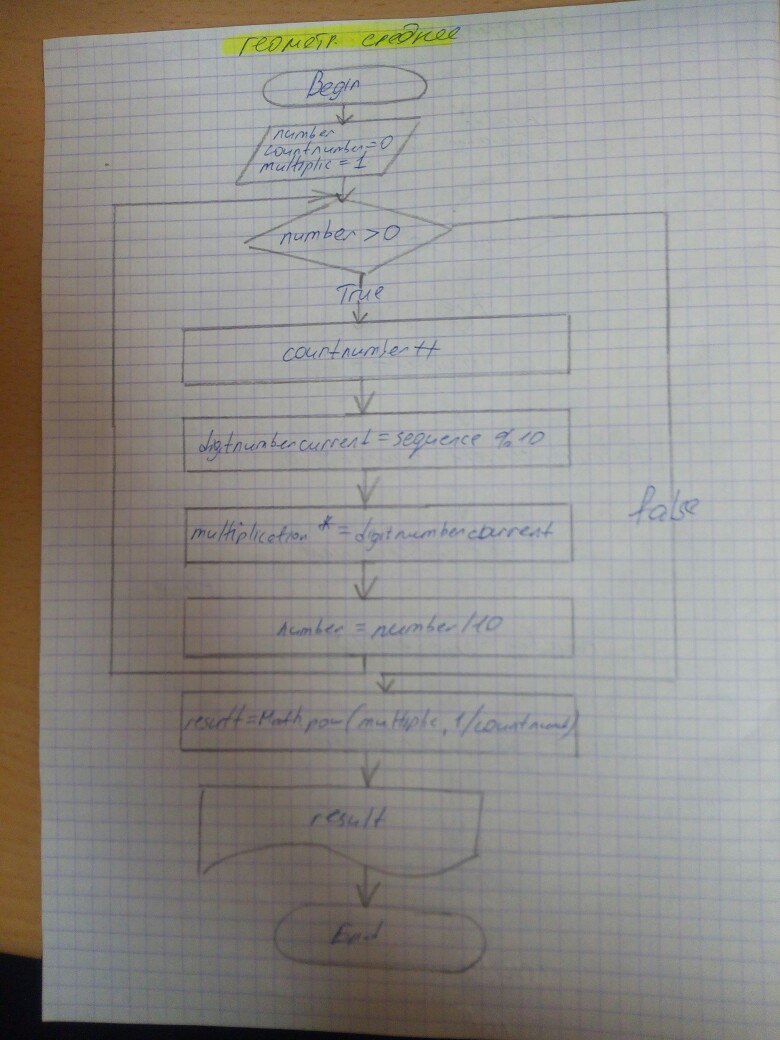 геометр. среднее
Begin
number
countnumber=0
multiplic=1
number>0
True
countnumber++
digitnumbercurrent=sequence %10
false
multiplication *=digitnumbercurrent
number=number/10
result=Math.pow(multiplic,1/countnumb)
result
End